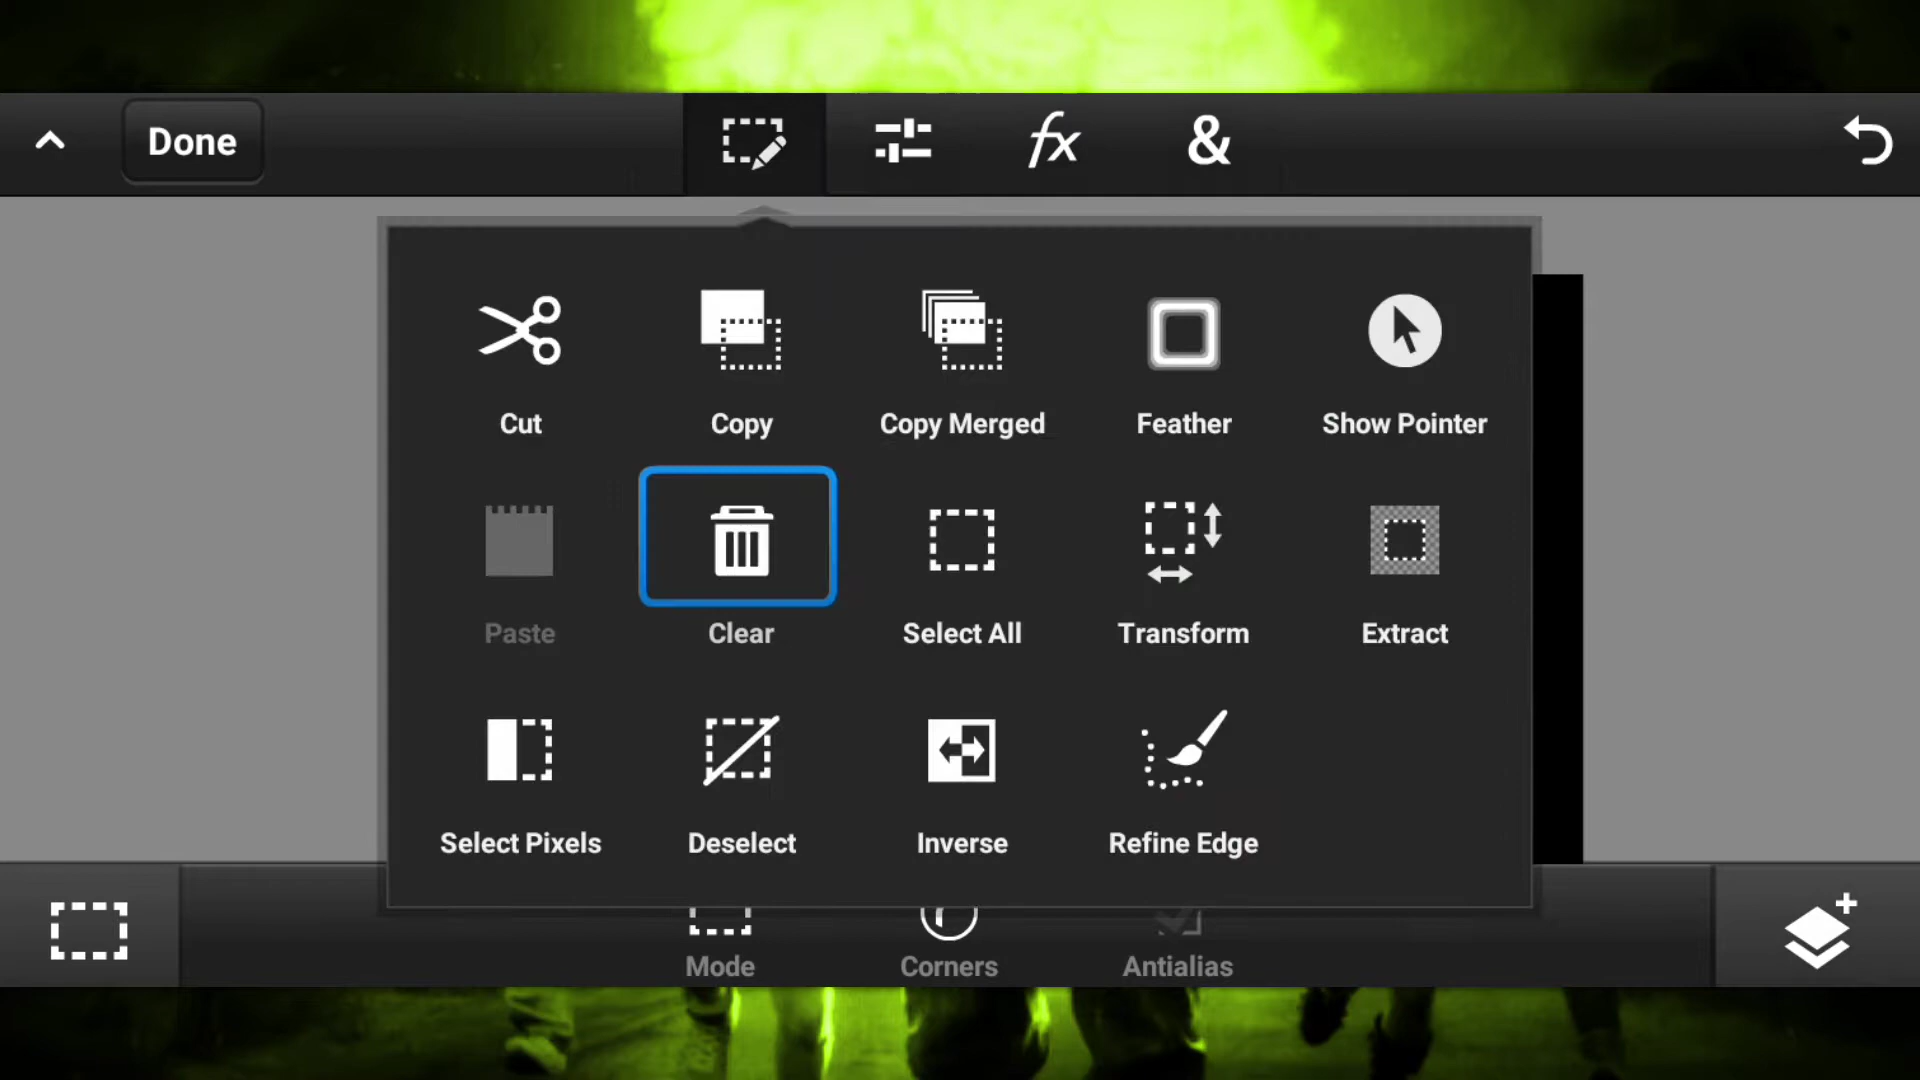 Done
fx
&
Cut
Copy
Copy Merged
Feather
Show Pointer
Paste
Clear
Select All
Transform
Extract
Select Pixels
Deselect
Inverse
Refine Edge
Mode
Corners
Antialias